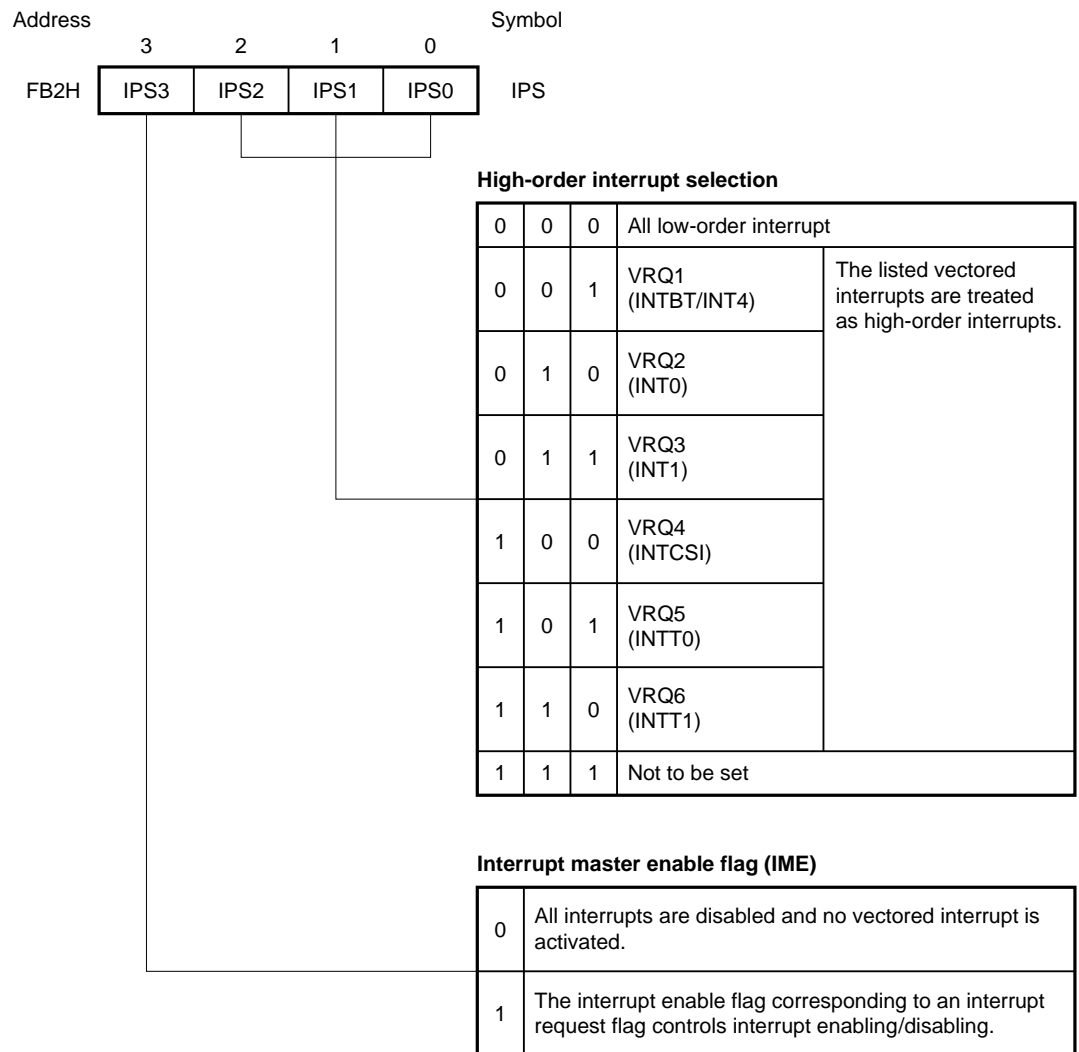 Address Symbol
3 2 1 0
FB2H IPS3 IPS2 IPS1 IPS0 IPS
High-order interrupt selection
0 0 0 All low-order interrupt
0 0 1 VRQ1
(INTBT/INT4)
The listed vectored
interrupts are treated
as high-order interrupts.
0 1 0 VRQ2
(INT0)
0 1 1 VRQ3
(INT1)
1 0 0 VRQ4
(INTCSI)
1 0 1 VRQ5
(INTT0)
1 1 0 VRQ6
(INTT1)
1 1 1 Not to be set
Interrupt master enable flag (IME)
0 All interrupts are disabled and no vectored interrupt is
activated.
1 The interrupt enable flag corresponding to an interrupt
request flag controls interrupt enabling/disabling.